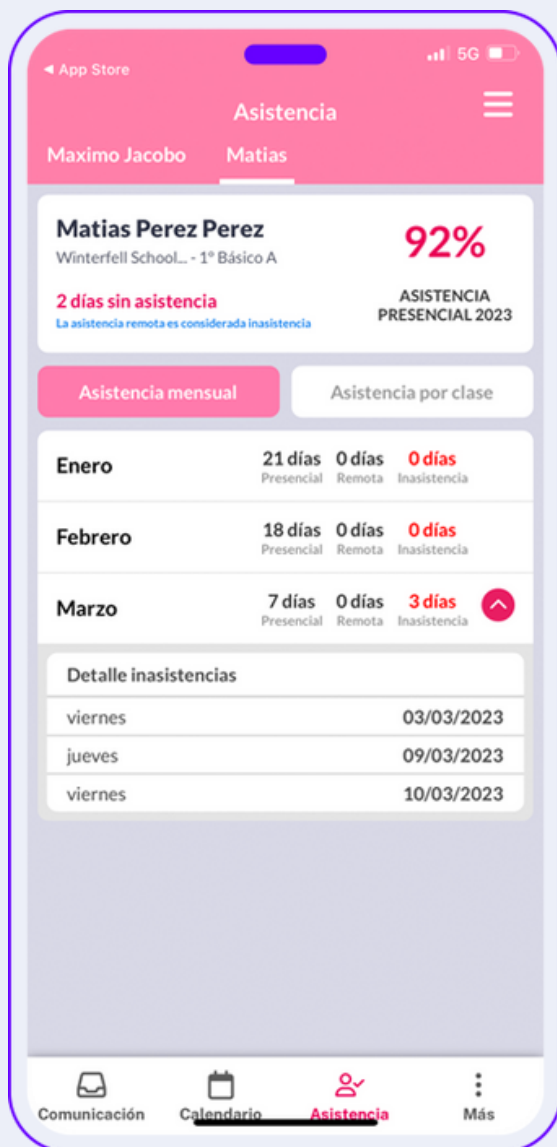 ◀ App Store
5G
Asistencia
Maximo Jacobo Matias
Matias Perez Perez
Winterfell School... - 1° Básico A
92%
2 días sin asistencia
La asistencia remota es considerada inasistencia
ASISTENCIA
PRESENCIAL 2023
Asistencia mensual Asistencia por clase
Enero 21 días 0 días 0 días
Presencial Remota Inasistencia
Febrero 18 días 0 días 0 días
Presencial Remota Inasistencia
Marzo 7 días 0 días 3 días
Presencial Remota Inasistencia
Detalle inasistencias
viernes 03/03/2023
jueves 09/03/2023
viernes 10/03/2023
Comunicación Calendario Asistencia Más